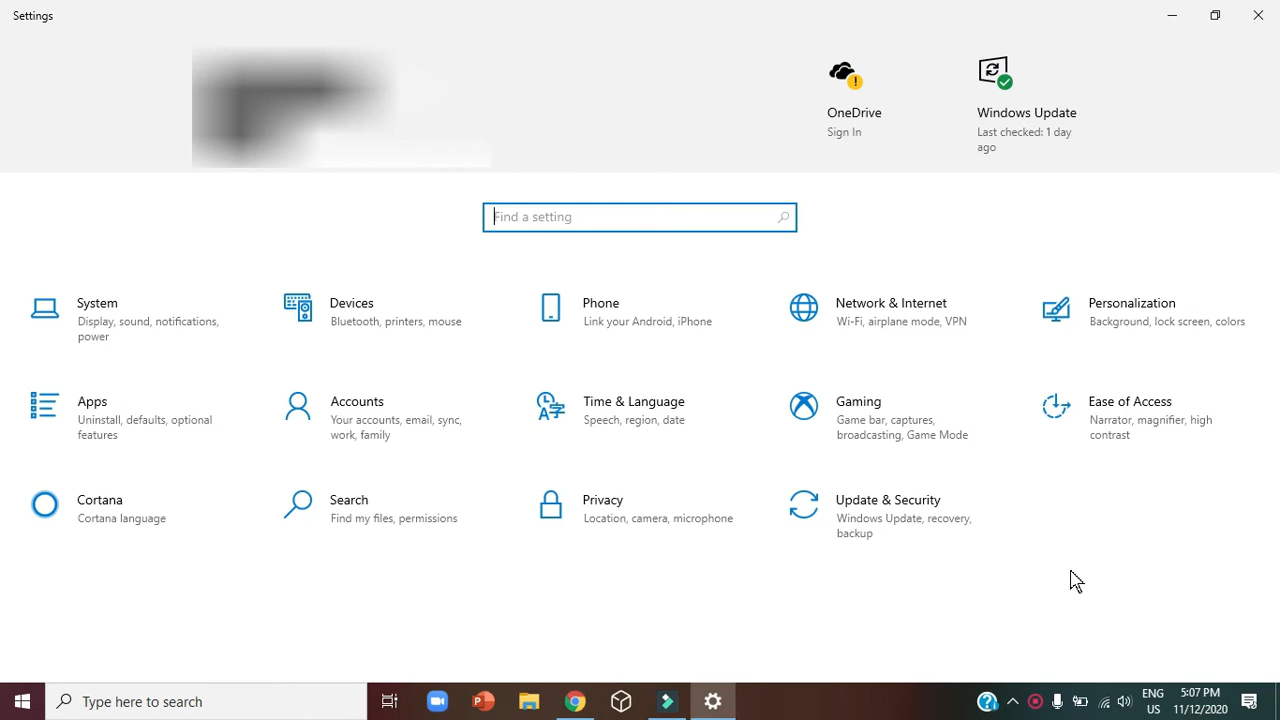 Settings
OneDrive
Sign In
Windows Update
Last checked: 1 day
ago
Find a setting
System
Display, sound, notifications,
power
Devices
Bluetooth, printers, mouse
Phone
Link your Android, iPhone
Network & Internet
Wi-Fi, airplane mode, VPN
Personalization
Background, lock screen, colors
Apps
Uninstall, defaults, optional
features
Accounts
Your accounts, email, sync,
work, family
Time & Language
Speech, region, date
Gaming
Game bar, captures,
broadcasting, Game Mode
Ease of Access
Narrator, magnifier, high
contrast
Cortana
Cortana language
Search
Find my files, permissions
Privacy
Location, camera, microphone
Update & Security
Windows Update, recovery,
backup
Type here to search
ENG
US
5:07 PM
11/12/2020